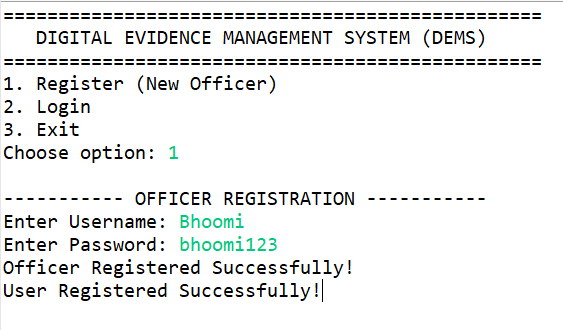 ==================================================
   DIGITAL EVIDENCE MANAGEMENT SYSTEM (DEMS)
==================================================
1. Register (New Officer)
2. Login
3. Exit
Choose option: 1

----------- OFFICER REGISTRATION -----------
Enter Username: Bhoomi
Enter Password: bhoomi123
Officer Registered Successfully!
User Registered Successfully!